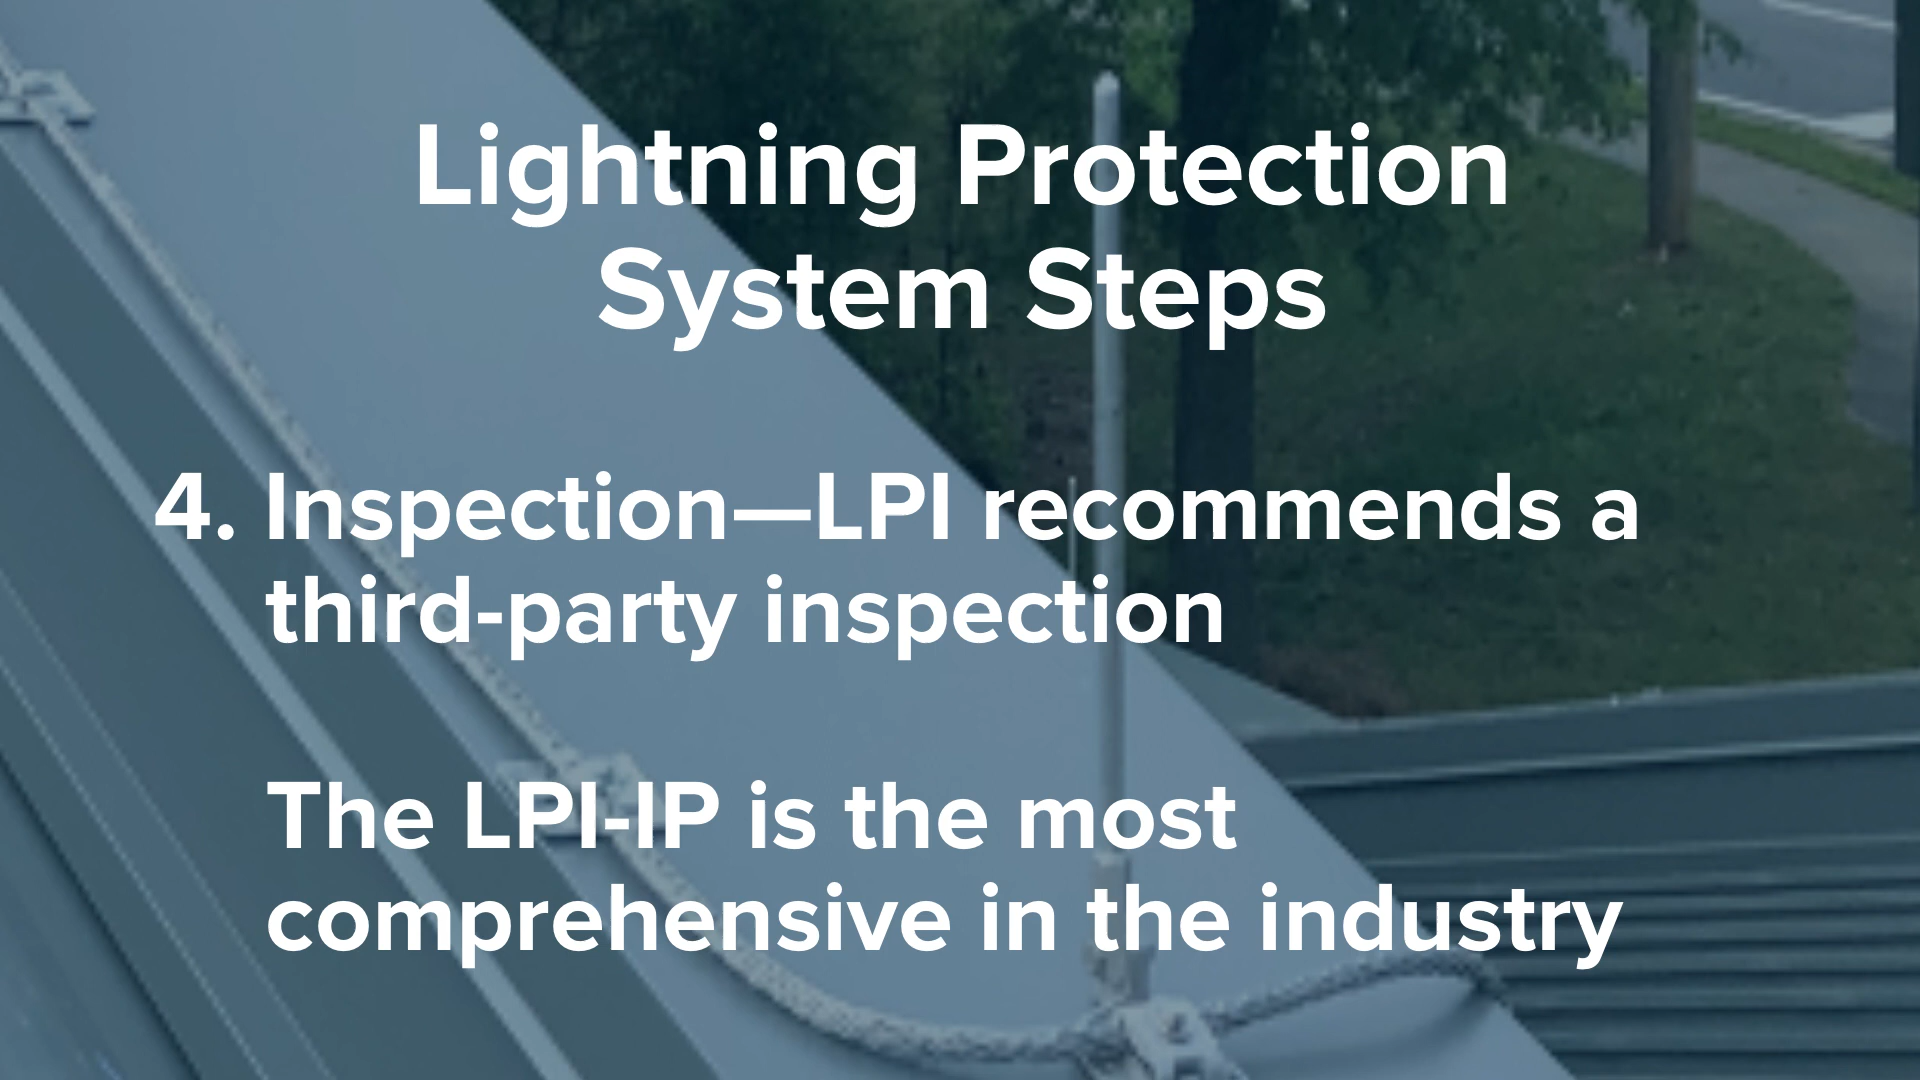 Lightning Protection
System Steps
4. Inspection—LPI recommends a
third-party inspection
The LPI-IP is the most
comprehensive in the industry